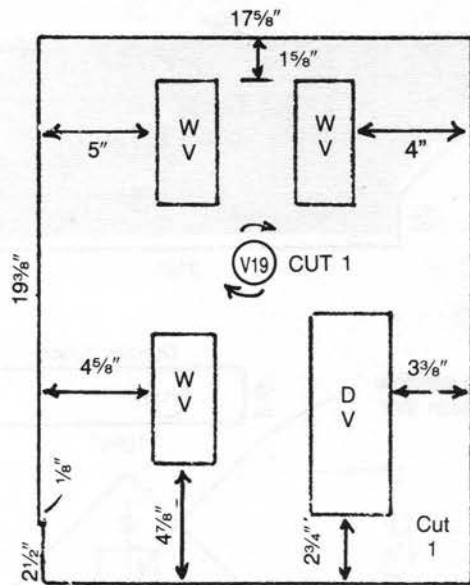 17⅝"
1⅝"
W
V
W
V
5"
4"
V19 CUT 1
19⅜"
4⅝"
W
V
D
V
3⅜"
⅛"
4⅞"
2¾"
Cut
1
2½"